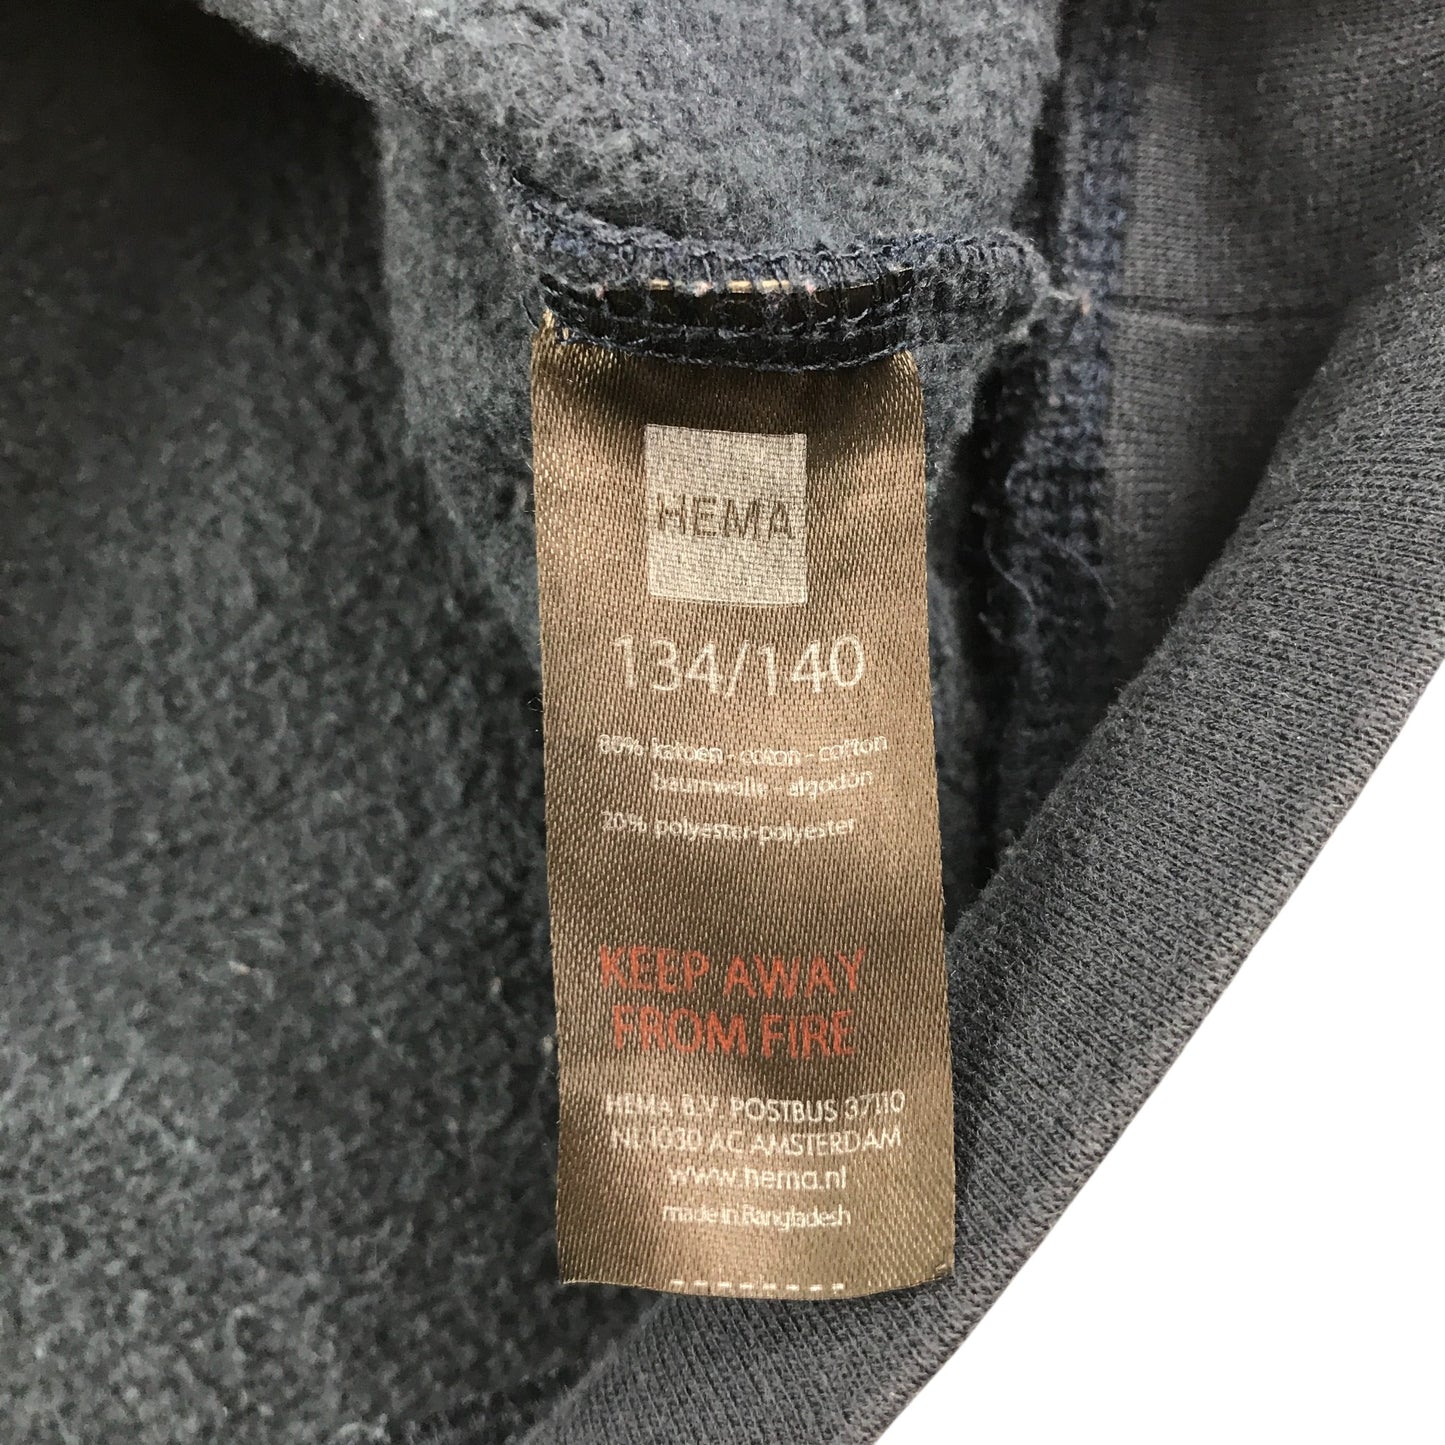 HEMA
134/140
80% katoen - coton - cotton
baumwolle - algodón
20% polyester-polyester
KEEP AWAY
FROM FIRE
HEMA B.V. POSTBUS 37110
NL 1030 AC AMSTERDAM
www.hema.nl
made in Bangladesh